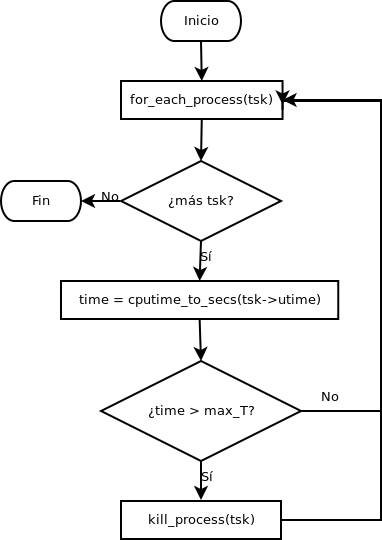 Inicio
for_each_process(tsk)
¿más tsk?
No
Fin
Sí
time = cputime_to_secs(tsk->utime)
¿time > max_T?
No
Sí
kill_process(tsk)